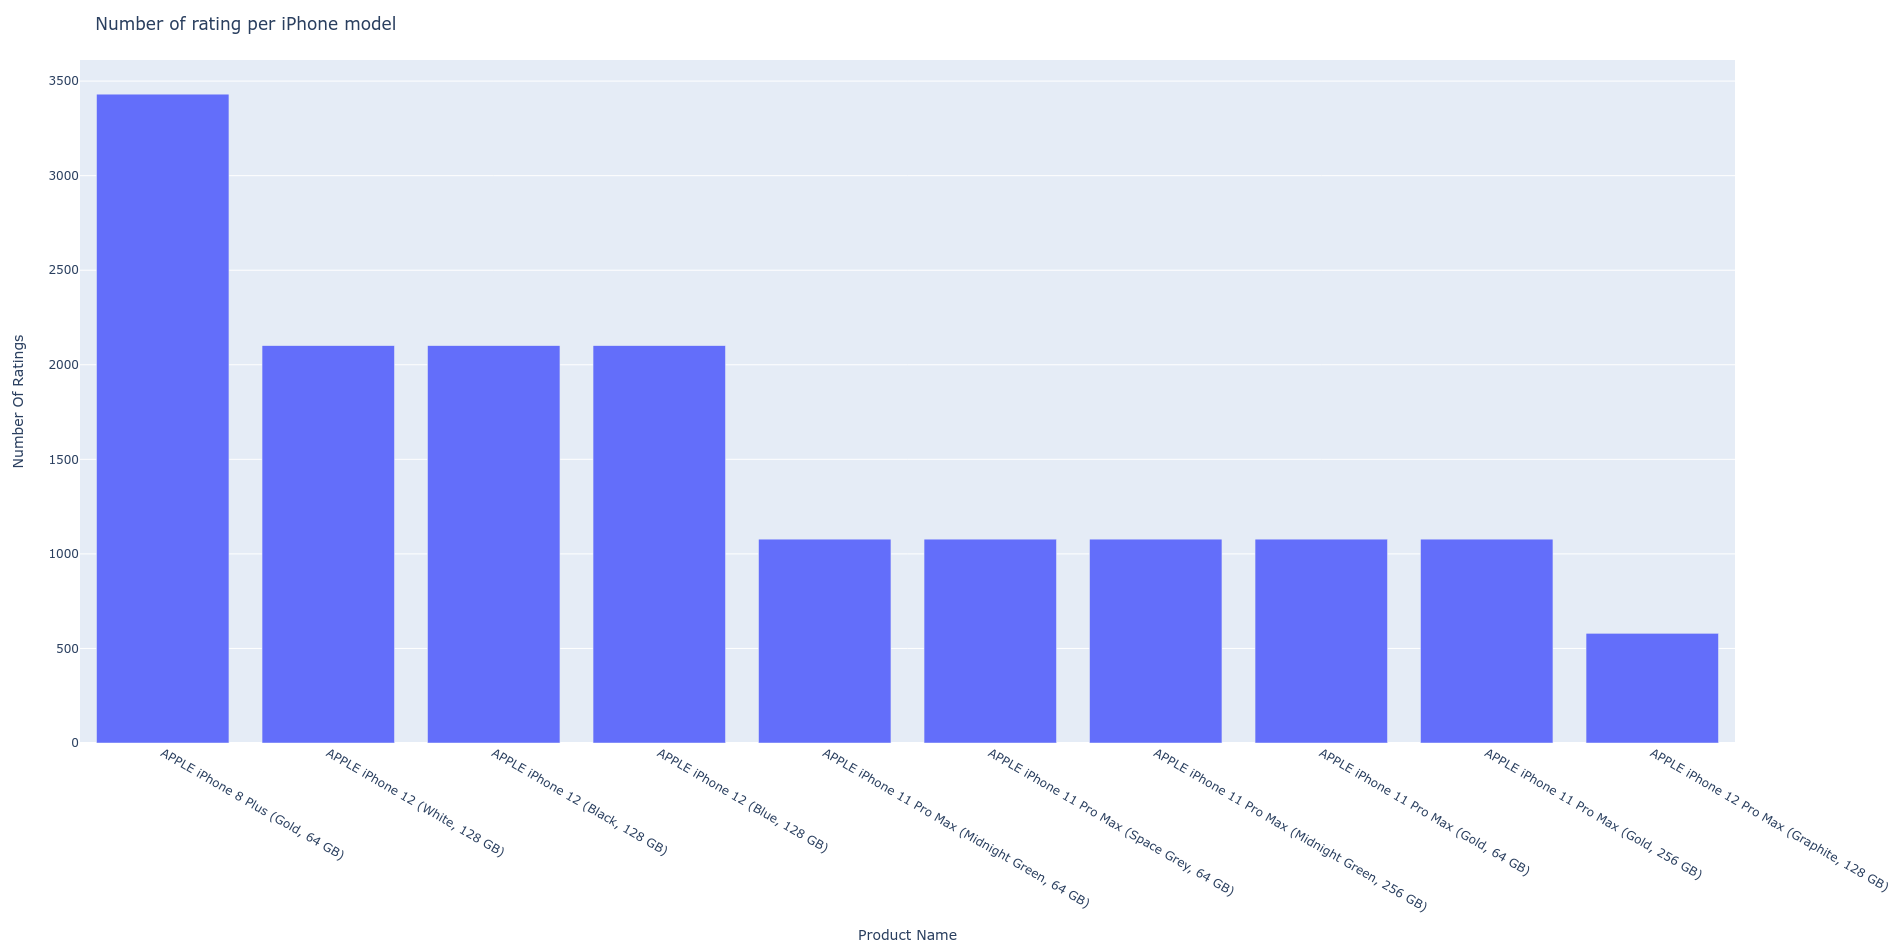 Number of rating per iPhone model
Number Of Ratings
3500
3000
2500
2000
1500
1000
500
0
APPLE iPhone 8 Plus (Gold, 64 GB)
APPLE iPhone 12 (White, 128 GB)
APPLE iPhone 12 (Black, 128 GB)
APPLE iPhone 12 (Blue, 128 GB)
APPLE iPhone 11 Pro Max (Midnight Green, 64 GB)
APPLE iPhone 11 Pro Max (Space Grey, 64 GB)
APPLE iPhone 11 Pro Max (Midnight Green, 256 GB)
APPLE iPhone 11 Pro Max (Gold, 64 GB)
APPLE iPhone 11 Pro Max (Gold, 256 GB)
APPLE iPhone 12 Pro Max (Graphite, 128 GB)
Product Name